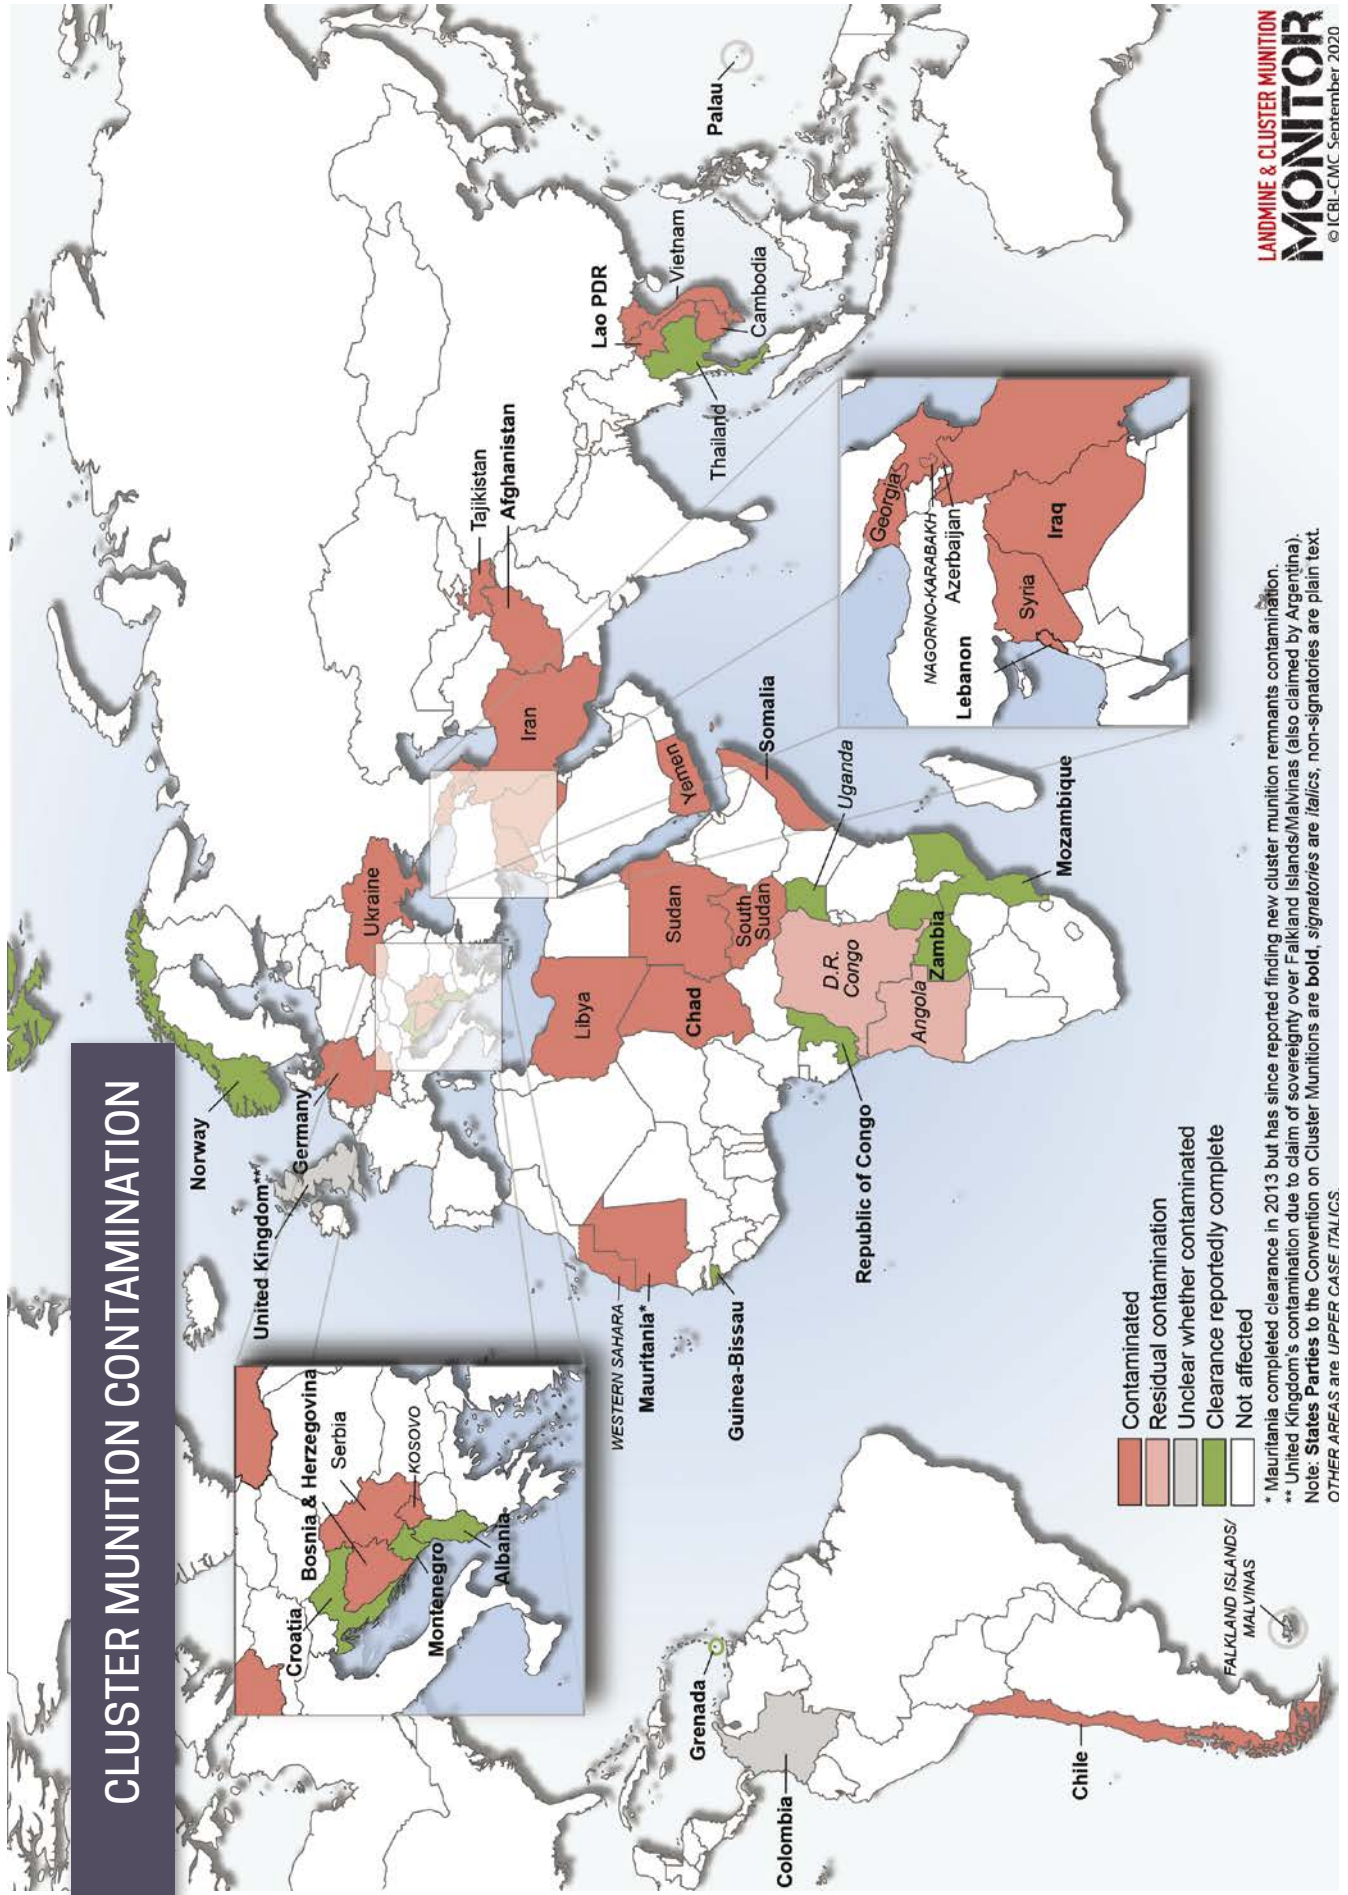 CLUSTER MUNITION CONTAMINATION
Norway
United Kingdom**
Germany
Ukraine
Croatia
Bosnia & Herzegovina
Serbia
KOSOVO
Montenegro
Albania
Tajikistan
Afghanistan
Iran
Lao PDR
Vietnam
Cambodia
Thailand
Palau
WESTERN SAHARA
Mauritania*
Guinea-Bissau
Libya
Chad
Sudan
South
Sudan
Yemen
Somalia
Uganda
D.R.
Congo
Angola
Zambia
Mozambique
Republic of Congo
Georgia
NAGORNO-KARABAKH
Azerbaijan
Lebanon
Syria
Iraq
Grenada
Colombia
Chile
FALKLAND ISLANDS/
MALVINAS
Contaminated
Residual contamination
Unclear whether contaminated
Clearance reportedly complete
Not affected
* Mauritania completed clearance in 2013 but has since reported finding new cluster munition remnants contamination.
** United Kingdom's contamination due to claim of sovereignty over Falkland Islands/Malvinas (also claimed by Argentina).
Note: States Parties to the Convention on Cluster Munitions are bold, signatories are italics, non-signatories are plain text.
OTHER AREAS are UPPER CASE ITALICS.
LANDMINE & CLUSTER MUNITION
MONITOR
© ICBL-CMC September 2020